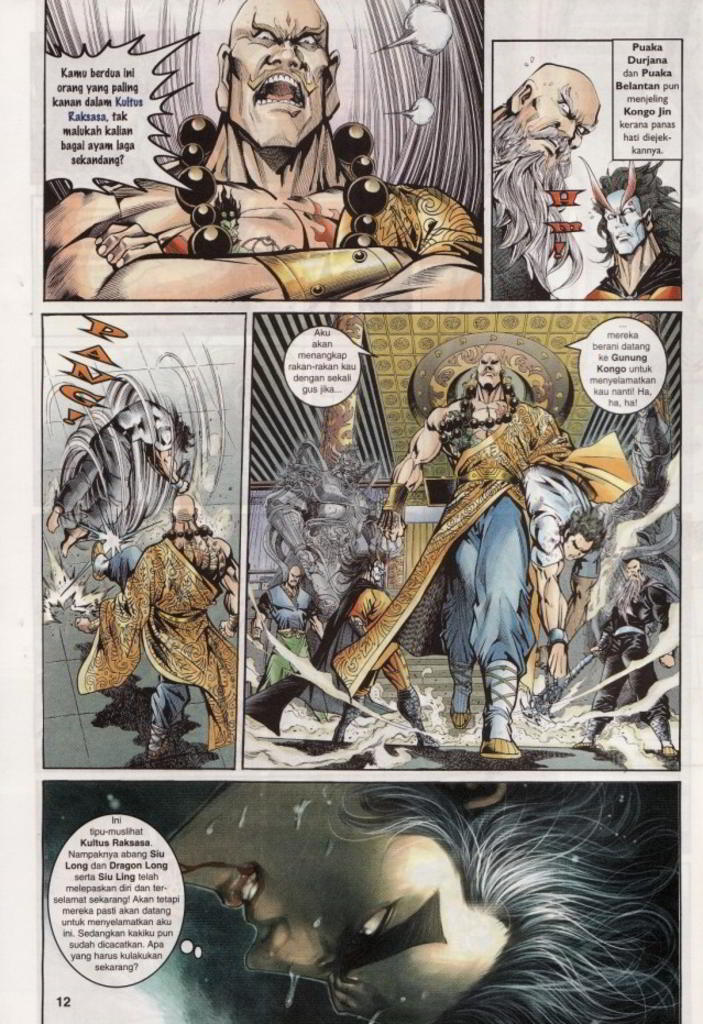 Kamu berdua ini
orang yang paling
kanan dalam Kultus
Raksasa, tak
malukah kalian
bagai ayam laga
sekandang?
Puaka
Durjana
dan Puaka
Belantan pun
menjeling
Kongo Jin
kerana panas
hati diejek-
kannya.
Aku
akan
menangkap
rakan-rakan kau
dengan sekali
gus jika...
...
mereka
berani datang
ke Gunung
Kongo untuk
menyelamatkan
kau nanti! Ha,
ha, ha!
Ini
tipu-muslihat
Kultus Raksasa.
Nampaknya abang Siu
Long dan Dragon Long
serta Siu Ling telah
melepaskan diri dan ter-
selamat sekarang! Akan tetapi
mereka pasti akan datang
untuk menyelamatkan aku
ini. Sedangkan kakiku pun
sudah dicacatkan. Apa
yang harus kulakukan
sekarang?
12